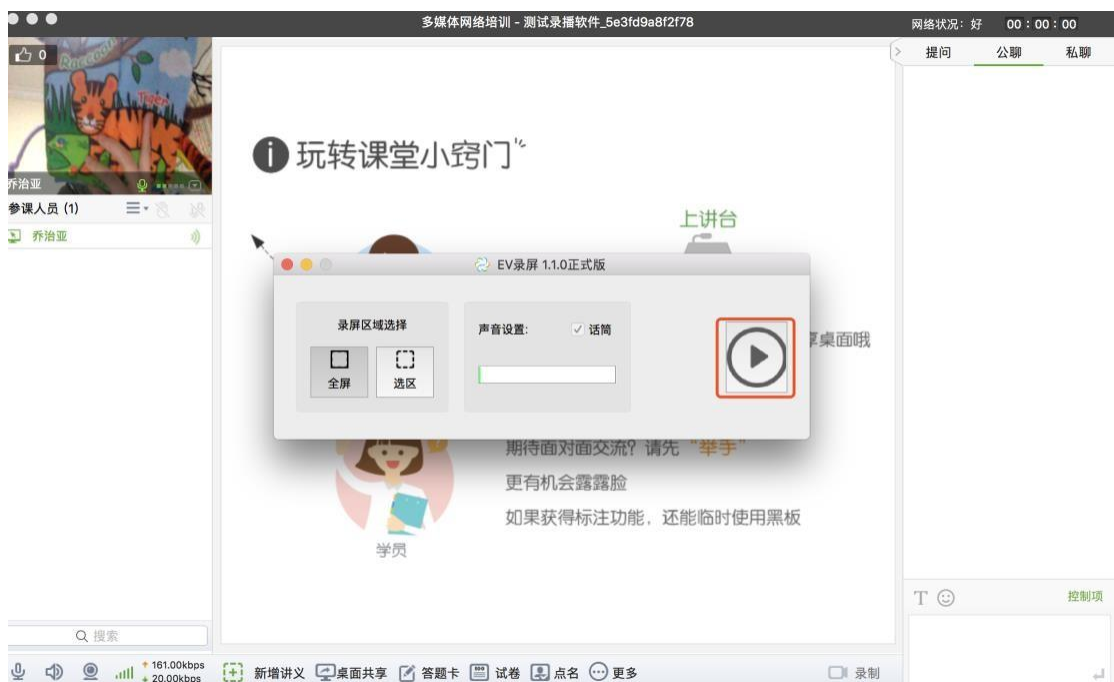 多媒体网络培训 - 测试录播软件_5e3fd9a8f2f78
网络状况: 好 00 : 00 : 00
0
Raccoon
Tiger
乔治亚
参课人员 (1)
乔治亚
搜索
提问 公聊 私聊
i 玩转课堂小窍门
上讲台
享桌面哦
EV录屏 1.1.0正式版
录屏区域选择
全屏 选区
声音设置: 话筒
期待面对面交流? 请先 “举手”
更有机会露露脸
如果获得标注功能, 还能临时使用黑板
学员
T 控制项
161.00kbps
20.00kbps
新增讲义 桌面共享 答题卡 试卷 点名 更多 录制